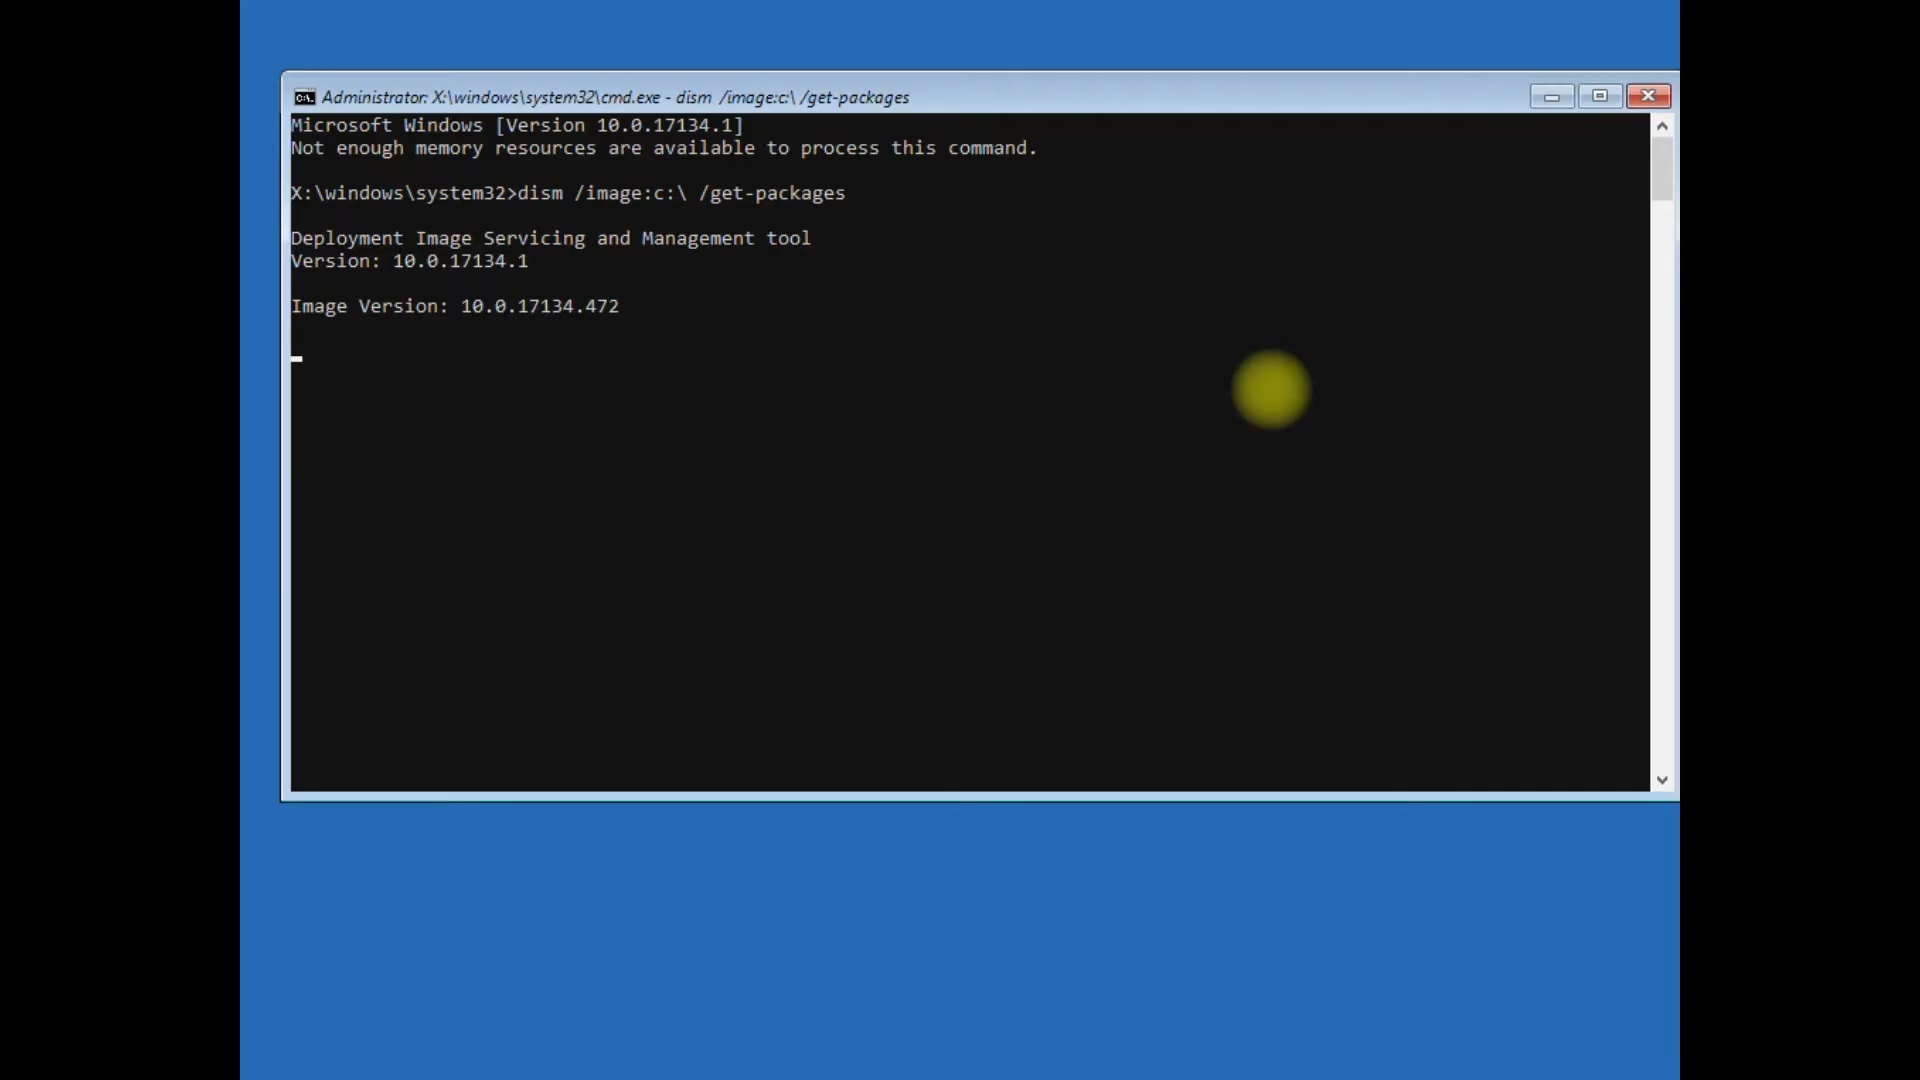 Administrator: X:\windows\system32\cmd.exe - dism  /image:c:\ /get-packages
Microsoft Windows [Version 10.0.17134.1]
Not enough memory resources are available to process this command.
X:\windows\system32>dism /image:c:\ /get-packages
Deployment Image Servicing and Management tool
Version: 10.0.17134.1
Image Version: 10.0.17134.472